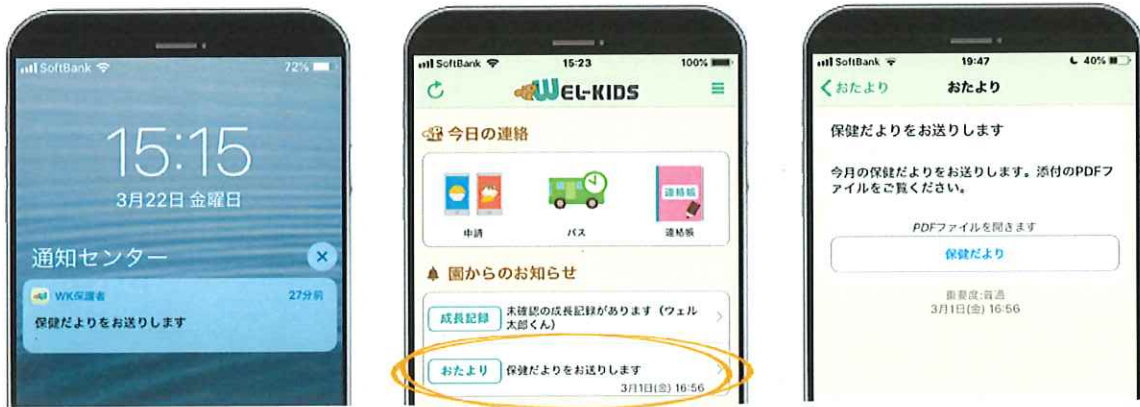 SoftBank 72%
15:15
3月22日 金曜日
通知センター
WK保護者 27分前
保健だよりをお送りします
SoftBank 15:23 100%
WEL-KIDS
今日の連絡
連絡帳
申請 バス 連絡帳
園からのお知らせ
成長記録 未確認の成長記録があります（ウェル
太郎くん）
おたより 保健だよりをお送りします
3月1日(金) 16:56
SoftBank 19:47 40%
おたより おたより
保健だよりをお送りします
今月の保健だよりをお送りします。添付のPDFフ
ァイルをご覧ください。
PDFファイルを開きます
保健だより
重要度:普通
3月1日(金) 16:56